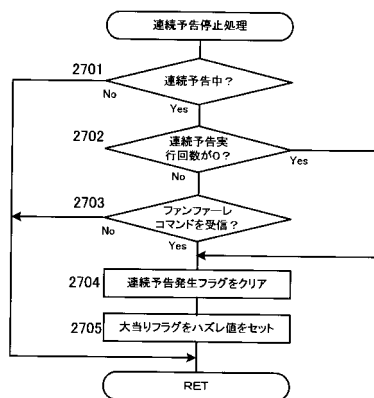 連続予告停止処理
2701
連続予告中？
No
Yes
2702
連続予告実
行回数が0？
Yes
No
2703
ファンファーレ
コマンドを受信？
No
Yes
2704
連続予告発生フラグをクリア
2705
大当りフラグをハズレ値をセット
RET